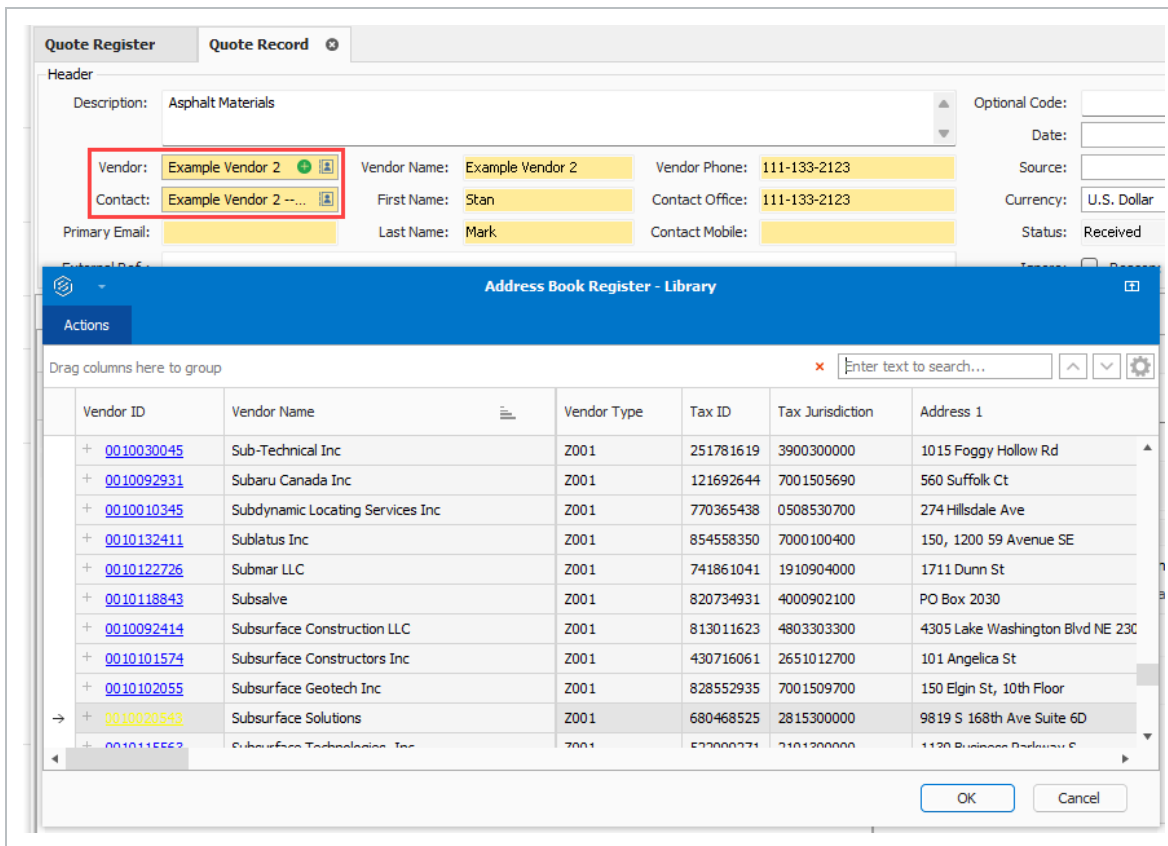 Quote Register Quote Record
Header
Description: Asphalt Materials Optional Code:
Date:
Vendor: Example Vendor 2 Vendor Name: Example Vendor 2 Vendor Phone: 111-133-2123 Source:
Contact: Example Vendor 2 --... First Name: Stan Contact Office: 111-133-2123 Currency: U.S. Dollar
Primary Email: Last Name: Mark Contact Mobile: Status: Received
Address Book Register - Library
Actions
Drag columns here to group Enter text to search...
Vendor ID Vendor Name Vendor Type Tax ID Tax Jurisdiction Address 1
0010030045 Sub-Technical Inc Z001 251781619 3900300000 1015 Foggy Hollow Rd
0010092931 Subaru Canada Inc Z001 121692644 7001505690 560 Suffolk Ct
0010010345 Subdynamic Locating Services Inc Z001 770365438 0508530700 274 Hillsdale Ave
0010132411 Sublatus Inc Z001 854558350 7000100400 150, 1200 59 Avenue SE
0010122726 Submar LLC Z001 741861041 1910904000 1711 Dunn St
0010118843 Subsalve Z001 820734931 4000902100 PO Box 2030
0010092414 Subsurface Construction LLC Z001 813011623 4803303300 4305 Lake Washington Blvd NE 230
0010101574 Subsurface Constructors Inc Z001 430716061 2651012700 101 Angelica St
0010102055 Subsurface Geotech Inc Z001 828552935 7001509700 150 Elgin St, 10th Floor
Subsurface Solutions Z001 680468525 2815300000 9819 S 168th Ave Suite 6D
OK Cancel